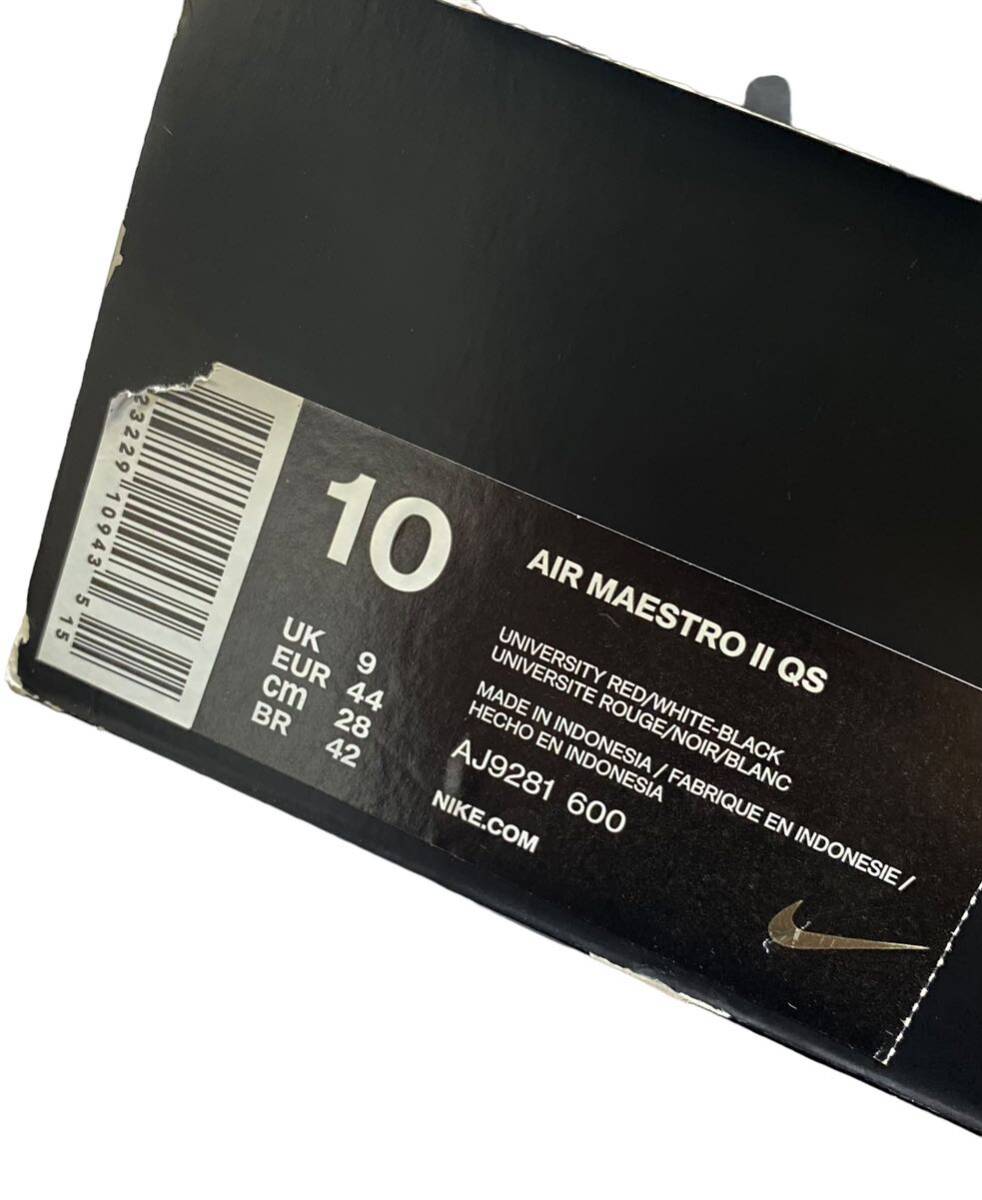 23229 10943 5 15
10
UK 9
EUR 44
cm 28
BR 42
AIR MAESTRO II QS
UNIVERSITY RED/WHITE-BLACK
UNIVERSITE ROUGE/NOIR/BLANC
MADE IN INDONESIA / FABRIQUE EN INDONESIE /
HECHO EN INDONESIA
AJ9281 600
NIKE.COM